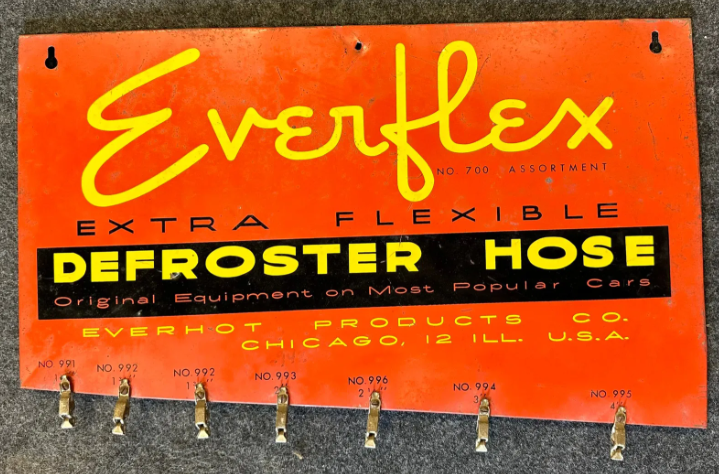 Everflex
NO. 700 ASSORTMENT
EXTRA FLEXIBLE
DEFROSTER HOSE
Original Equipment on Most Popular Cars
EVERHOT PRODUCTS CO.
CHICAGO, 12 ILL. U.S.A.
NO. 991 NO. 992 NO. 992 NO. 993 NO. 996 NO. 994 NO. 995